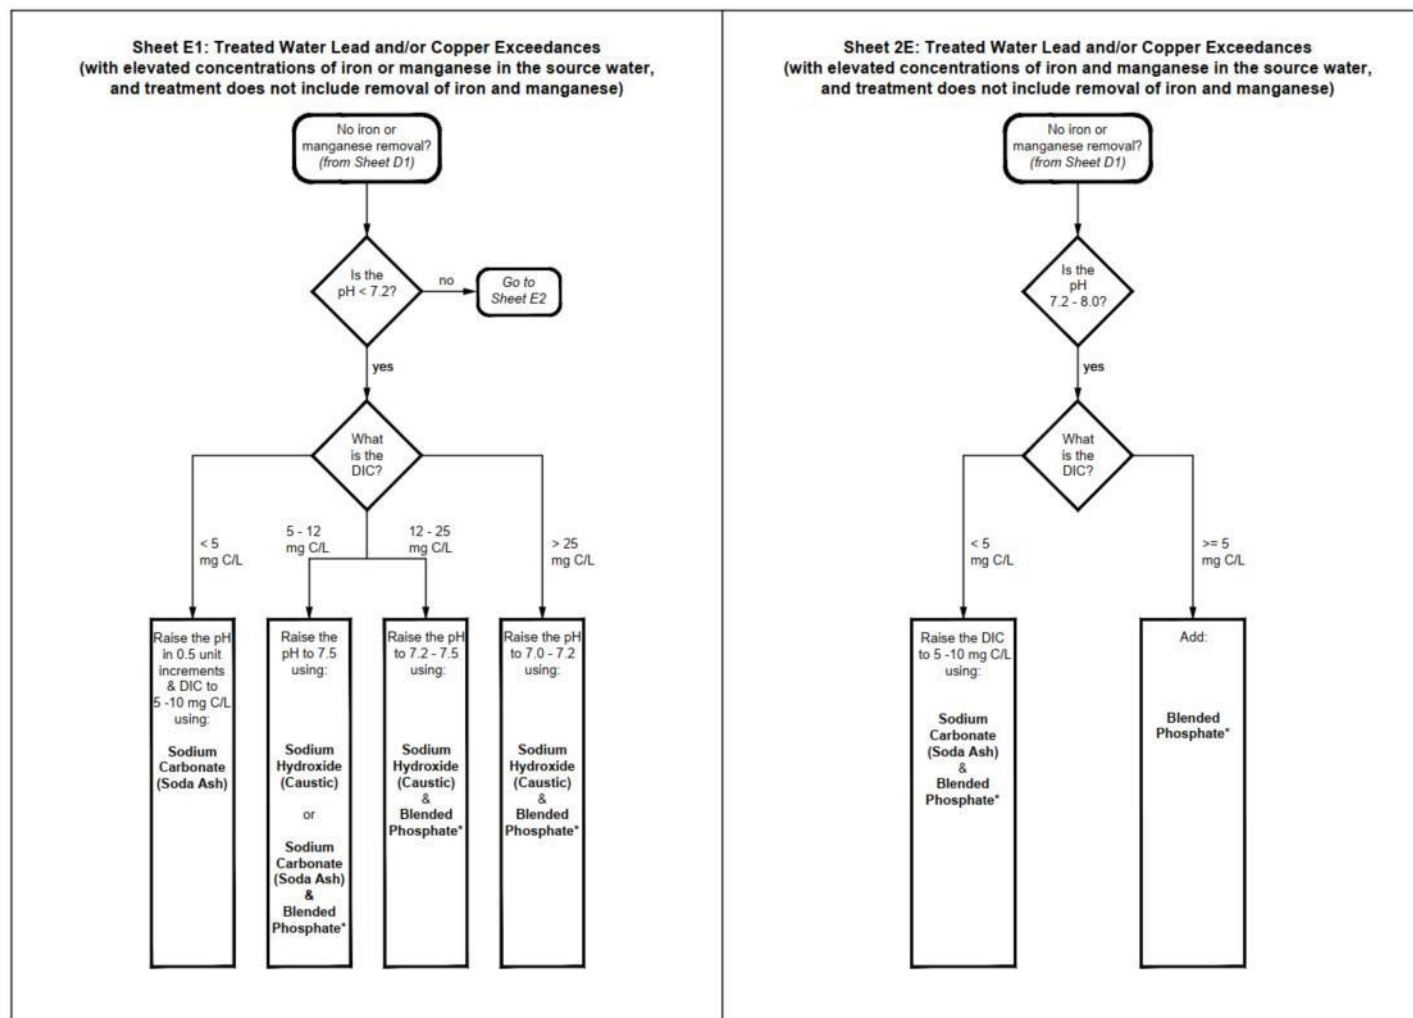 Sheet E1: Treated Water Lead and/or Copper Exceedances
(with elevated concentrations of iron or manganese in the source water,
and treatment does not include removal of iron and manganese)
No iron or
manganese removal?
(from Sheet D1)
Is the
pH < 7.2?
no
Go to
Sheet E2
yes
What
is the
DIC?
< 5
mg C/L
5 - 12
mg C/L
12 - 25
mg C/L
> 25
mg C/L
Raise the pH
in 0.5 unit
increments
& DIC to
5 -10 mg C/L
using:
Sodium
Carbonate
(Soda Ash)
Raise the
pH to 7.5
using:
Sodium
Hydroxide
(Caustic)
or
Sodium
Carbonate
(Soda Ash)
&
Blended
Phosphate*
Raise the pH
to 7.2 - 7.5
using:
Sodium
Hydroxide
(Caustic)
&
Blended
Phosphate*
Raise the pH
to 7.0 - 7.2
using:
Sodium
Hydroxide
(Caustic)
&
Blended
Phosphate*
Sheet 2E: Treated Water Lead and/or Copper Exceedances
(with elevated concentrations of iron and manganese in the source water,
and treatment does not include removal of iron and manganese)
No iron or
manganese removal?
(from Sheet D1)
Is the
pH
7.2 - 8.0?
yes
What
is the
DIC?
< 5
mg C/L
>= 5
mg C/L
Raise the DIC
to 5 -10 mg C/L
using:
Sodium
Carbonate
(Soda Ash)
&
Blended
Phosphate*
Add:
Blended
Phosphate*